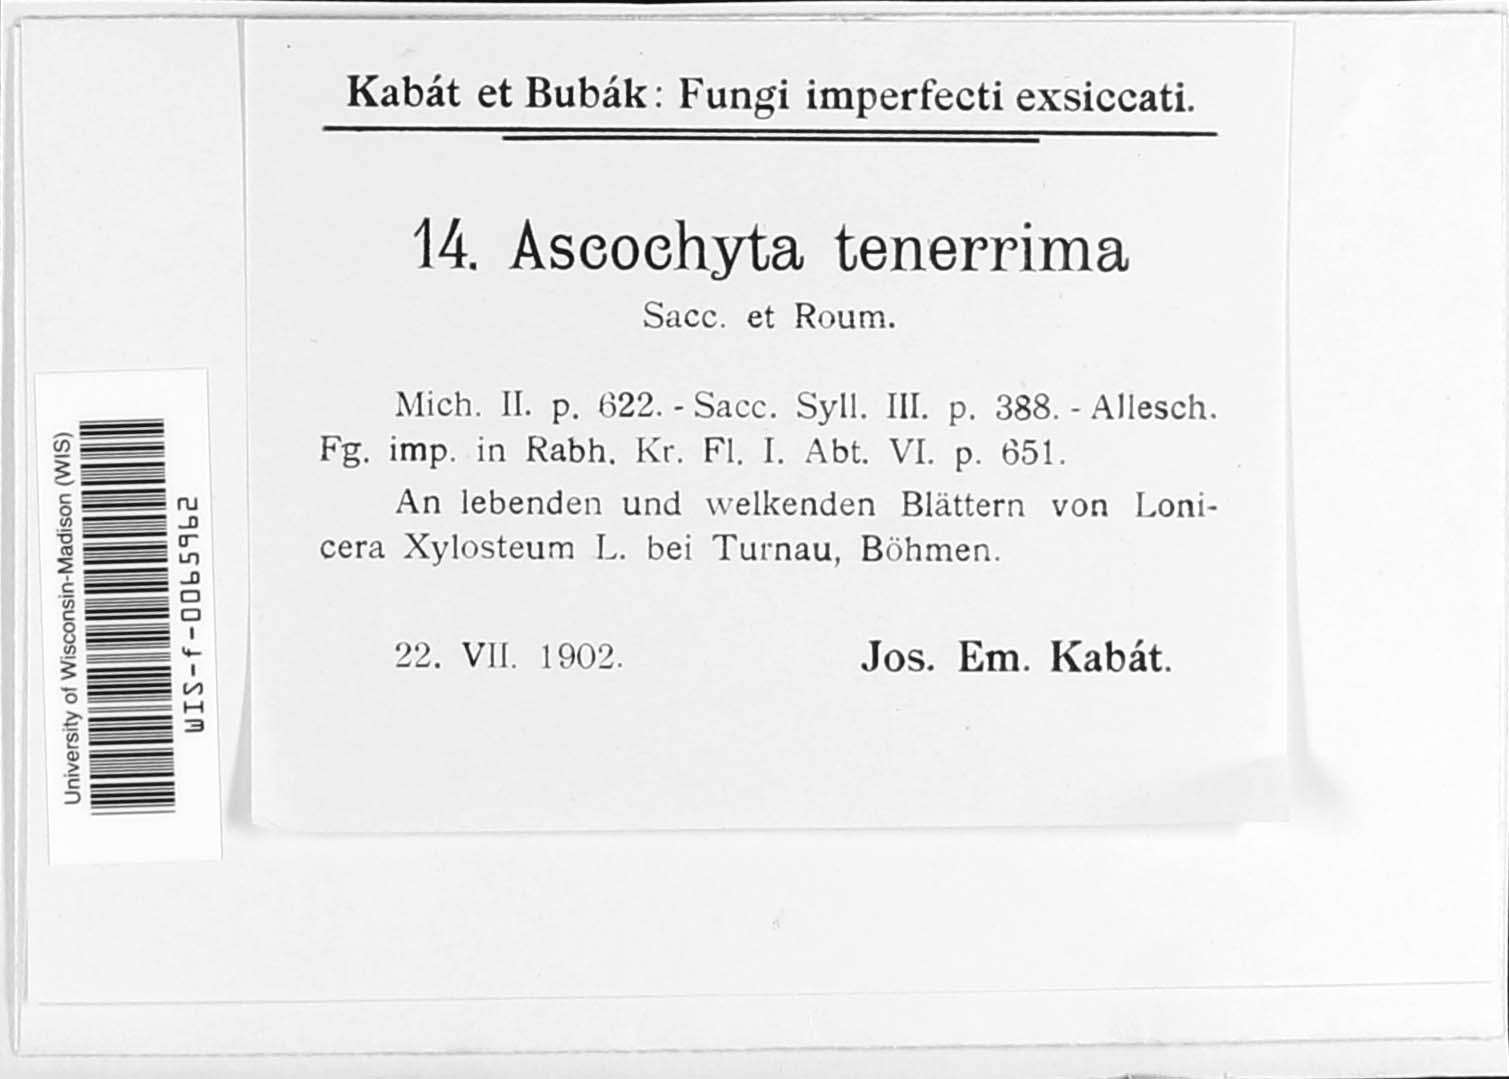 Kabát et Bubák: Fungi imperfecti exsiccati.
14. Ascochyta tenerrima
Sacc. et Roum.
Mich. II. p. 622. - Sacc. Syll. III. p. 388. - Allesch.
Fg. imp. in Rabh. Kr. Fl. I. Abt. VI. p. 651.
An lebenden und welkenden Blättern von Loni-
cera Xylosteum L. bei Turnau, Böhmen.
22. VII. 1902. Jos. Em. Kabát.
University of Wisconsin-Madison (WIS)
WIS-f-0065962